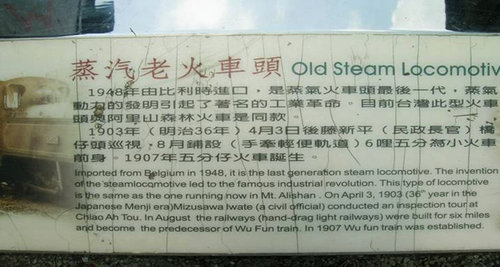 蒸汽老火車頭 Old Steam Locomotiv
1948年由比利時進口，是蒸氣火車頭最後一代，蒸氣
動力的發明引起了著名的工業革命。目前台灣此型火車
頭與阿里山森林火車是同款。
1903年（明治36年）4月3日後藤新平（民政長官）橋
仔頭巡視，8月鋪設（手牽輕便軌道）6哩五分為小火車
前身。1907年五分仔火車誕生。
Imported from Belgium in 1948, it is the last generation steam locomotive. The invention
of the steamlocomotive led to the famous industrial revolution. This type of locomotive
is the same as the one running now in Mt. Alishan . On April 3, 1903 (36" year in the
Japanese Menji era)Mizusawa Iwate (a civil official) conducted an inspection tour at
Chiao Ah Tou. In August the railways (hand-drag light railways) were built for six miles
and become the predecessor of Wu Fun train. In 1907 Wu fun train was established.